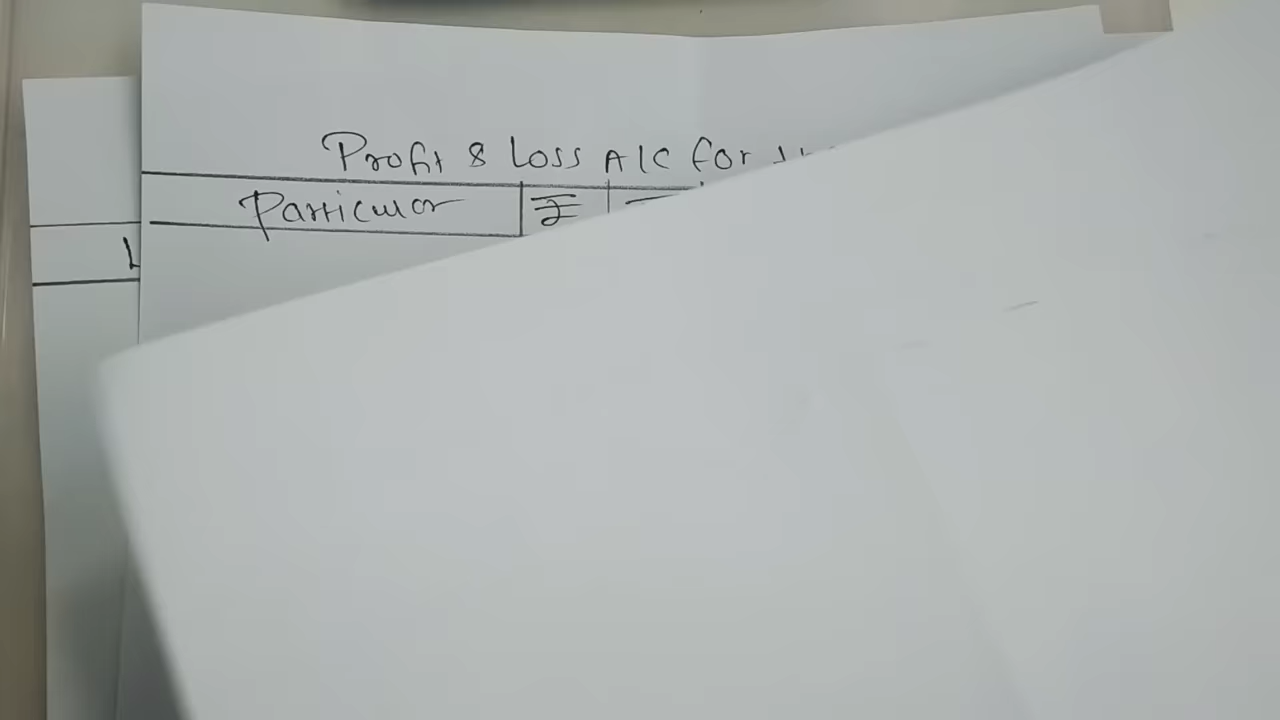 Profit & Loss A/C for
Particular ₹ ₹